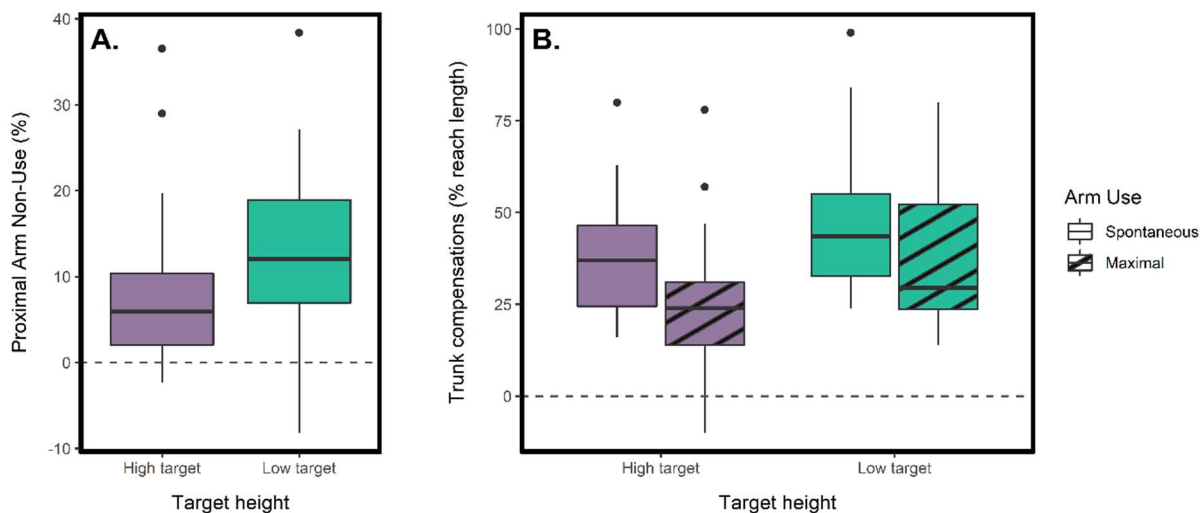 A.
Proximal Arm Non-Use (%)
40
30
20
10
0
-10
High target
Low target
Target height
B.
Trunk compensations (% reach length)
100
75
50
25
0
High target
Low target
Target height
Arm Use
Spontaneous
Maximal